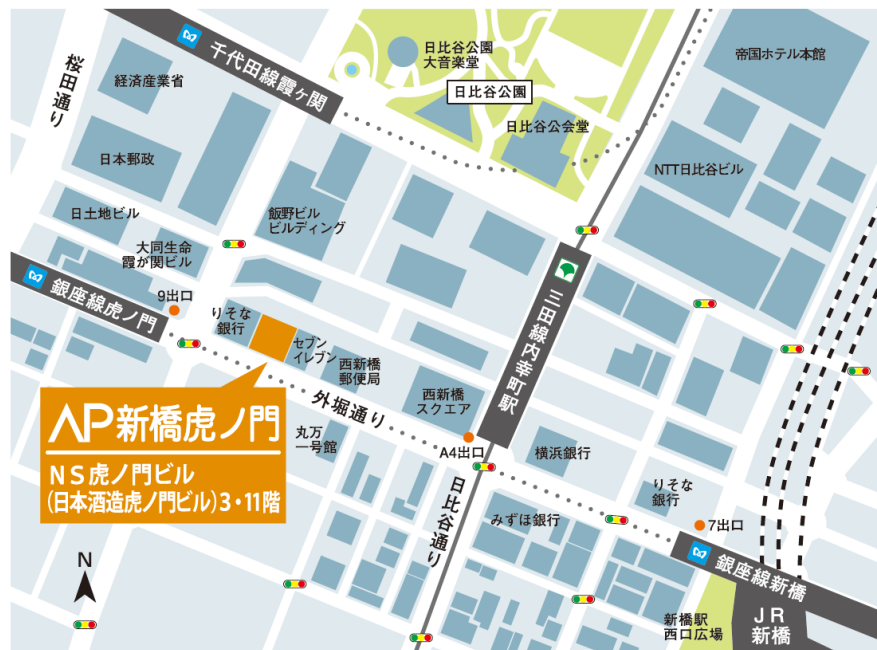 千代田線霞ヶ関
日比谷公園
大音楽堂
日比谷公園
日比谷公会堂
帝国ホテル本館
桜田通り
経済産業省
日本郵政
NTT日比谷ビル
日土地ビル
飯野ビル
ビルディング
大同生命
霞が関ビル
銀座線虎ノ門
9出口
りそな
銀行
セブン
イレブン
西新橋
郵便局
三田線内幸町駅
西新橋
スクエア
外堀通り
丸万
一号館
AP新橋虎ノ門
NS虎ノ門ビル
(日本酒造虎ノ門ビル)3・11階
A4出口
横浜銀行
りそな
銀行
みずほ銀行
7出口
日比谷通り
N
銀座線新橋
新橋駅
西口広場
JR
新橋